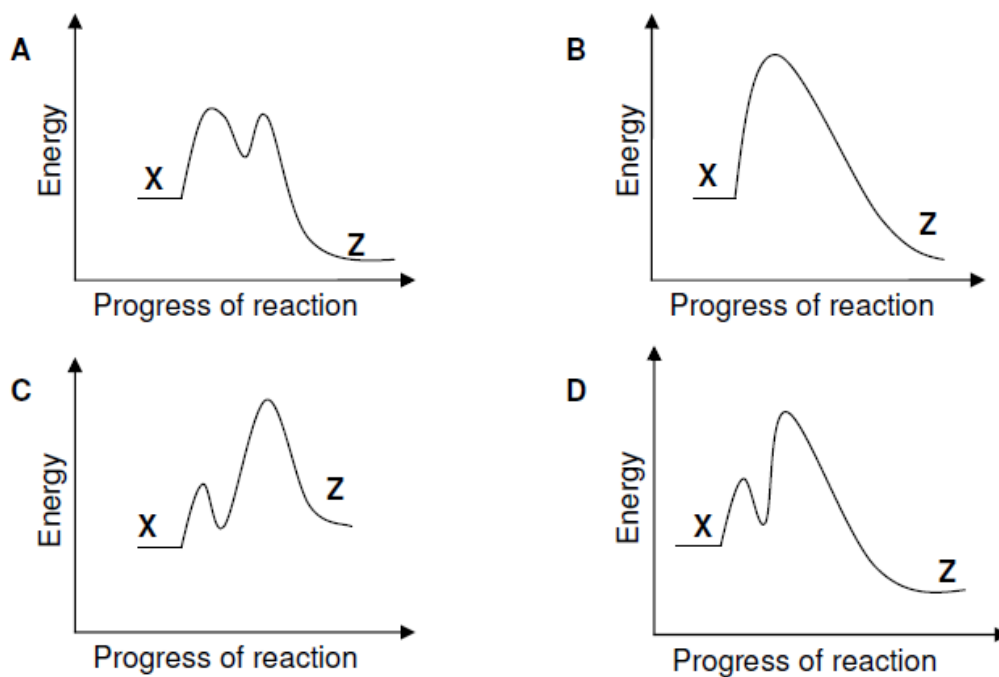 A
Energy
X
Z
Progress of reaction
B
Energy
X
Z
Progress of reaction
C
Energy
X
Z
Progress of reaction
D
Energy
X
Z
Progress of reaction